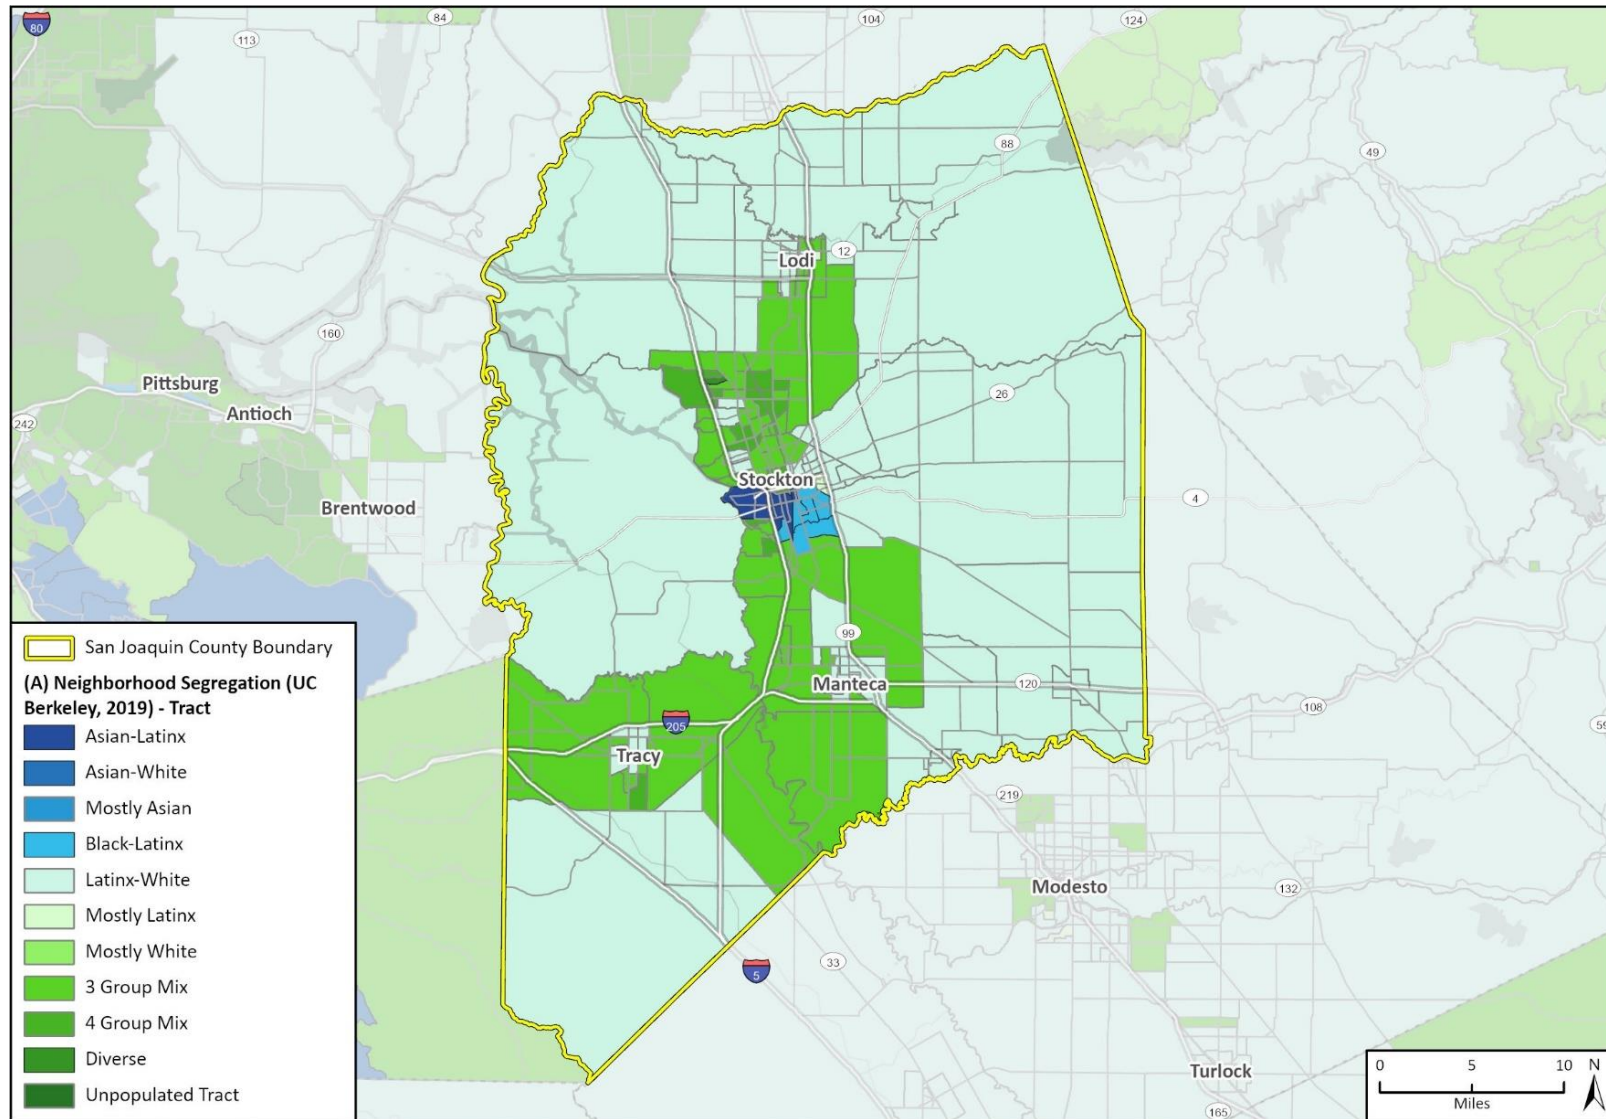 80
84
104
124
113
88
49
12
Lodi
160
Pittsburg
Antioch
242
26
Stockton
4
Brentwood
99
Manteca
120
108
59
205
Tracy
219
Modesto
132
33
5
Turlock
165
San Joaquin County Boundary
(A) Neighborhood Segregation (UC
Berkeley, 2019) - Tract
Asian-Latinx
Asian-White
Mostly Asian
Black-Latinx
Latinx-White
Mostly Latinx
Mostly White
3 Group Mix
4 Group Mix
Diverse
Unpopulated Tract
0 5 10 N
Miles